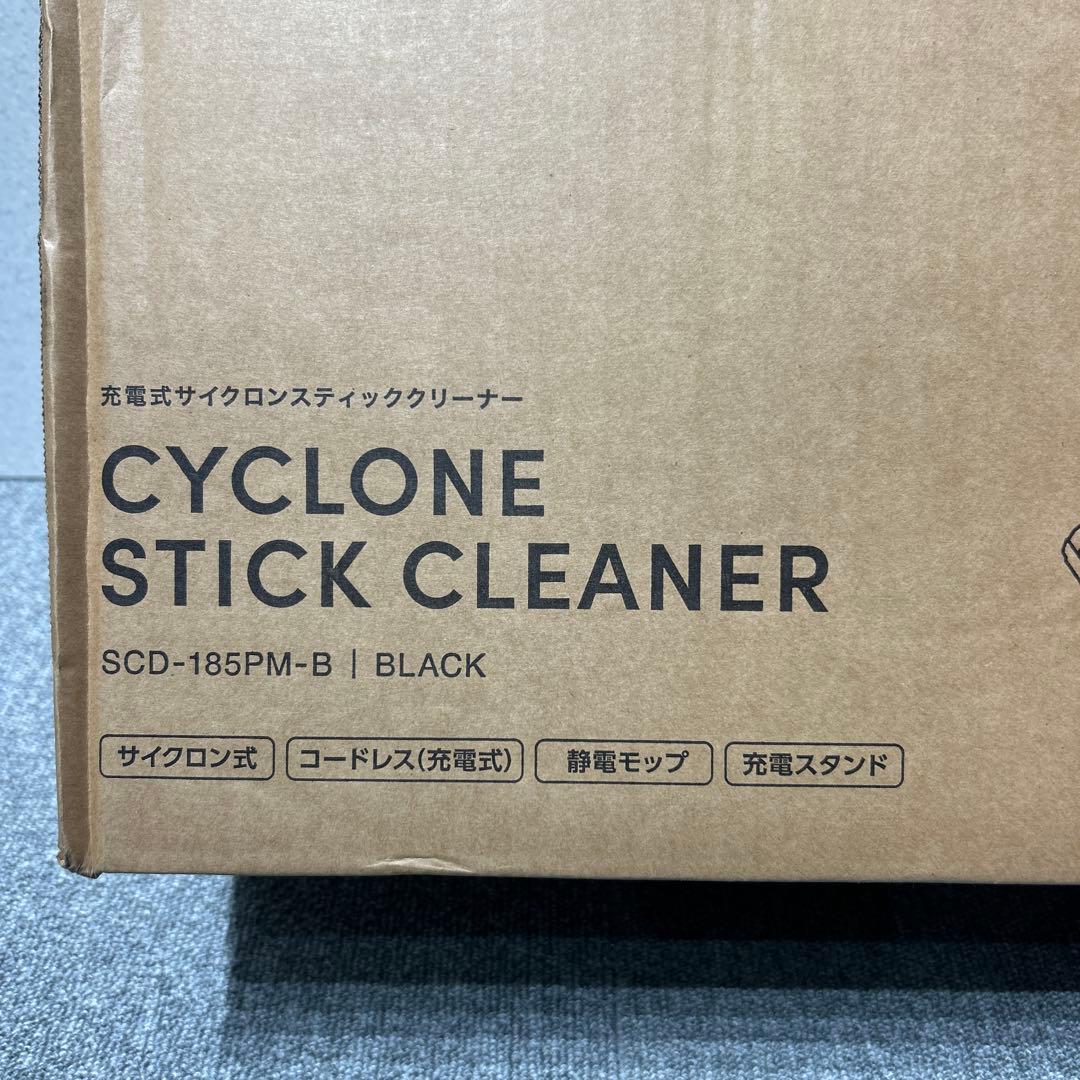 充電式サイクロンスティッククリーナー
CYCLONE
STICK CLEANER
SCD-185PM-B | BLACK
サイクロン式 コードレス(充電式) 静電モップ 充電スタンド